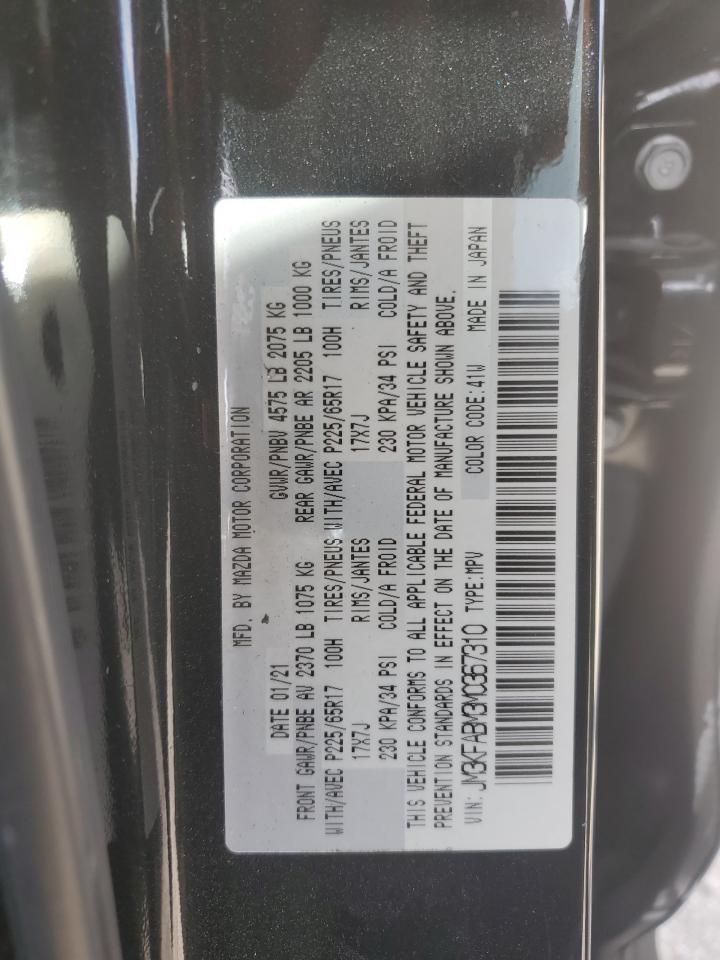 MFD. BY MAZDA MOTOR CORPORATION
DATE 01/21 GVWR/PNBV 4575 LB 2075 KG
FRONT GAWR/PNBE AV 2370 LB 1075 KG REAR GAWR/PNBE AR 2205 LB 1000 KG
WITH/AVEC P225/65R17 100H TIRES/PNEUS WITH/AVEC P225/65R17 100H TIRES/PNEUS
17X7J RIMS/JANTES 17X7J RIMS/JANTES
230 KPA/34 PSI COLD/A FROID 230 KPA/34 PSI COLD/A FROID
THIS VEHICLE CONFORMS TO ALL APPLICABLE FEDERAL MOTOR VEHICLE SAFETY AND THEFT
PREVENTION STANDARDS IN EFFECT ON THE DATE OF MANUFACTURE SHOWN ABOVE.
VIN: JM3KFABM3M0367310 TYPE:MPV COLOR CODE:41W MADE IN JAPAN